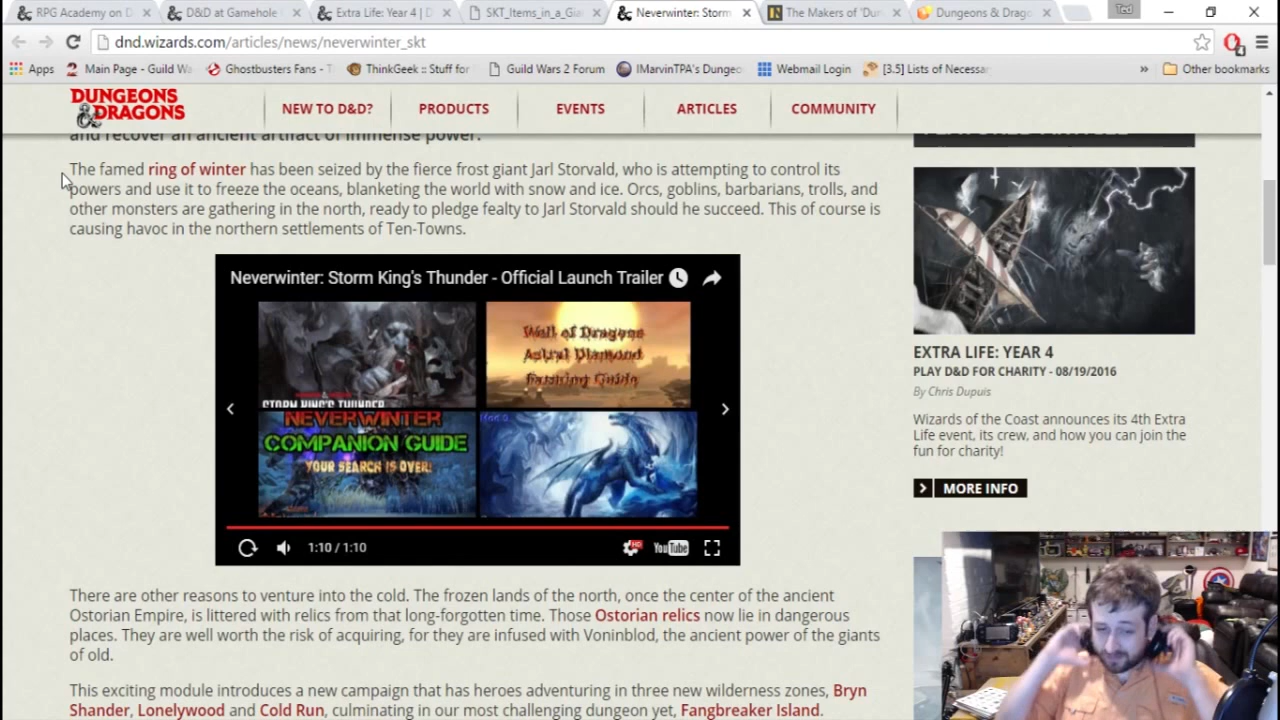 RPG Academy on D
D&D at Gamehole
Extra Life: Year 4 | D
SKT_Items_in_a_Gia
Neverwinter: Storm
The Makers of 'Dun
Dungeons & Drago
Ted
dnd.wizards.com/articles/news/neverwinter_skt
Apps
Main Page - Guild Wa
Ghostbusters Fans - T
ThinkGeek :: Stuff for
Guild Wars 2 Forum
IMarvinTPA's Dungeo
Webmail Login
[3.5] Lists of Necessar
»
Other bookmarks
DUNGEONS & DRAGONS
NEW TO D&D?
PRODUCTS
EVENTS
ARTICLES
COMMUNITY
and recover an ancient artifact of immense power.
The famed ring of winter has been seized by the fierce frost giant Jarl Storvald, who is attempting to control its
powers and use it to freeze the oceans, blanketing the world with snow and ice. Orcs, goblins, barbarians, trolls, and
other monsters are gathering in the north, ready to pledge fealty to Jarl Storvald should he succeed. This of course is
causing havoc in the northern settlements of Ten-Towns.
Neverwinter: Storm King's Thunder - Official Launch Trailer
STORM KING'S THUNDER
Wall of Dragons
Astral Diamond
Farming Guide
NEVERWINTER
COMPANION GUIDE
YOUR SEARCH IS OVER!
1:10 / 1:10
HD
YouTube
There are other reasons to venture into the cold. The frozen lands of the north, once the center of the ancient
Ostorian Empire, is littered with relics from that long-forgotten time. Those Ostorian relics now lie in dangerous
places. They are well worth the risk of acquiring, for they are infused with Voninblod, the ancient power of the giants
of old.
This exciting module introduces a new campaign that has heroes adventuring in three new wilderness zones, Bryn
Shander, Lonelywood and Cold Run, culminating in our most challenging dungeon yet, Fangbreaker Island.
EXTRA LIFE: YEAR 4
PLAY D&D FOR CHARITY - 08/19/2016
By Chris Dupuis
Wizards of the Coast announces its 4th Extra
Life event, its crew, and how you can join the
fun for charity!
MORE INFO